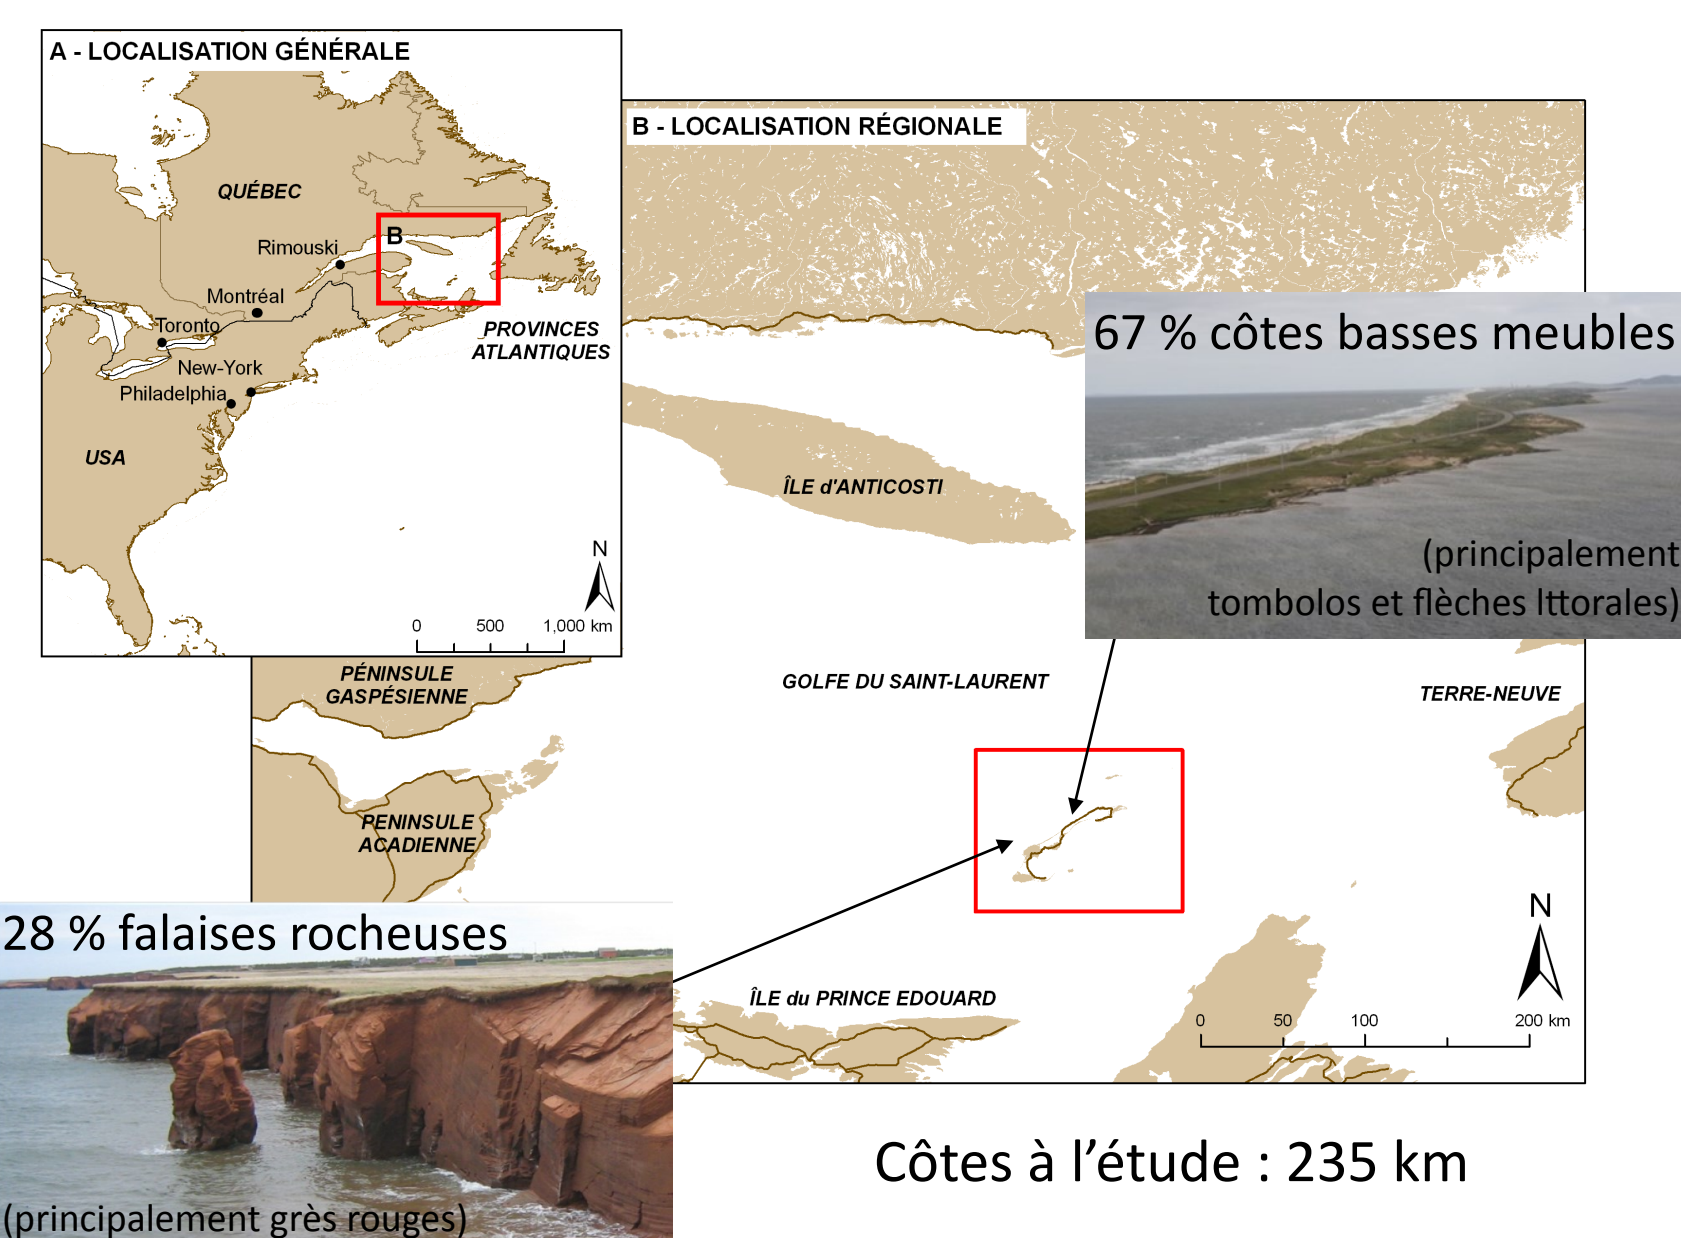 A - LOCALISATION GÉNÉRALE
QUÉBEC
B
Rimouski
Montréal
Toronto
New-York
Philadelphia
PROVINCES
ATLANTIQUES
USA
N
0 500 1,000 km
B - LOCALISATION RÉGIONALE
67 % côtes basses meubles
(principalement
tombolos et flèches lttorales)
ÎLE d'ANTICOSTI
PÉNINSULE
GASPÉSIENNE
GOLFE DU SAINT-LAURENT
TERRE-NEUVE
PENINSULE
ACADIENNE
N
0 50 100 200 km
ÎLE du PRINCE EDOUARD
28 % falaises rocheuses
(principalement grès rouges)
Côtes à l’étude : 235 km